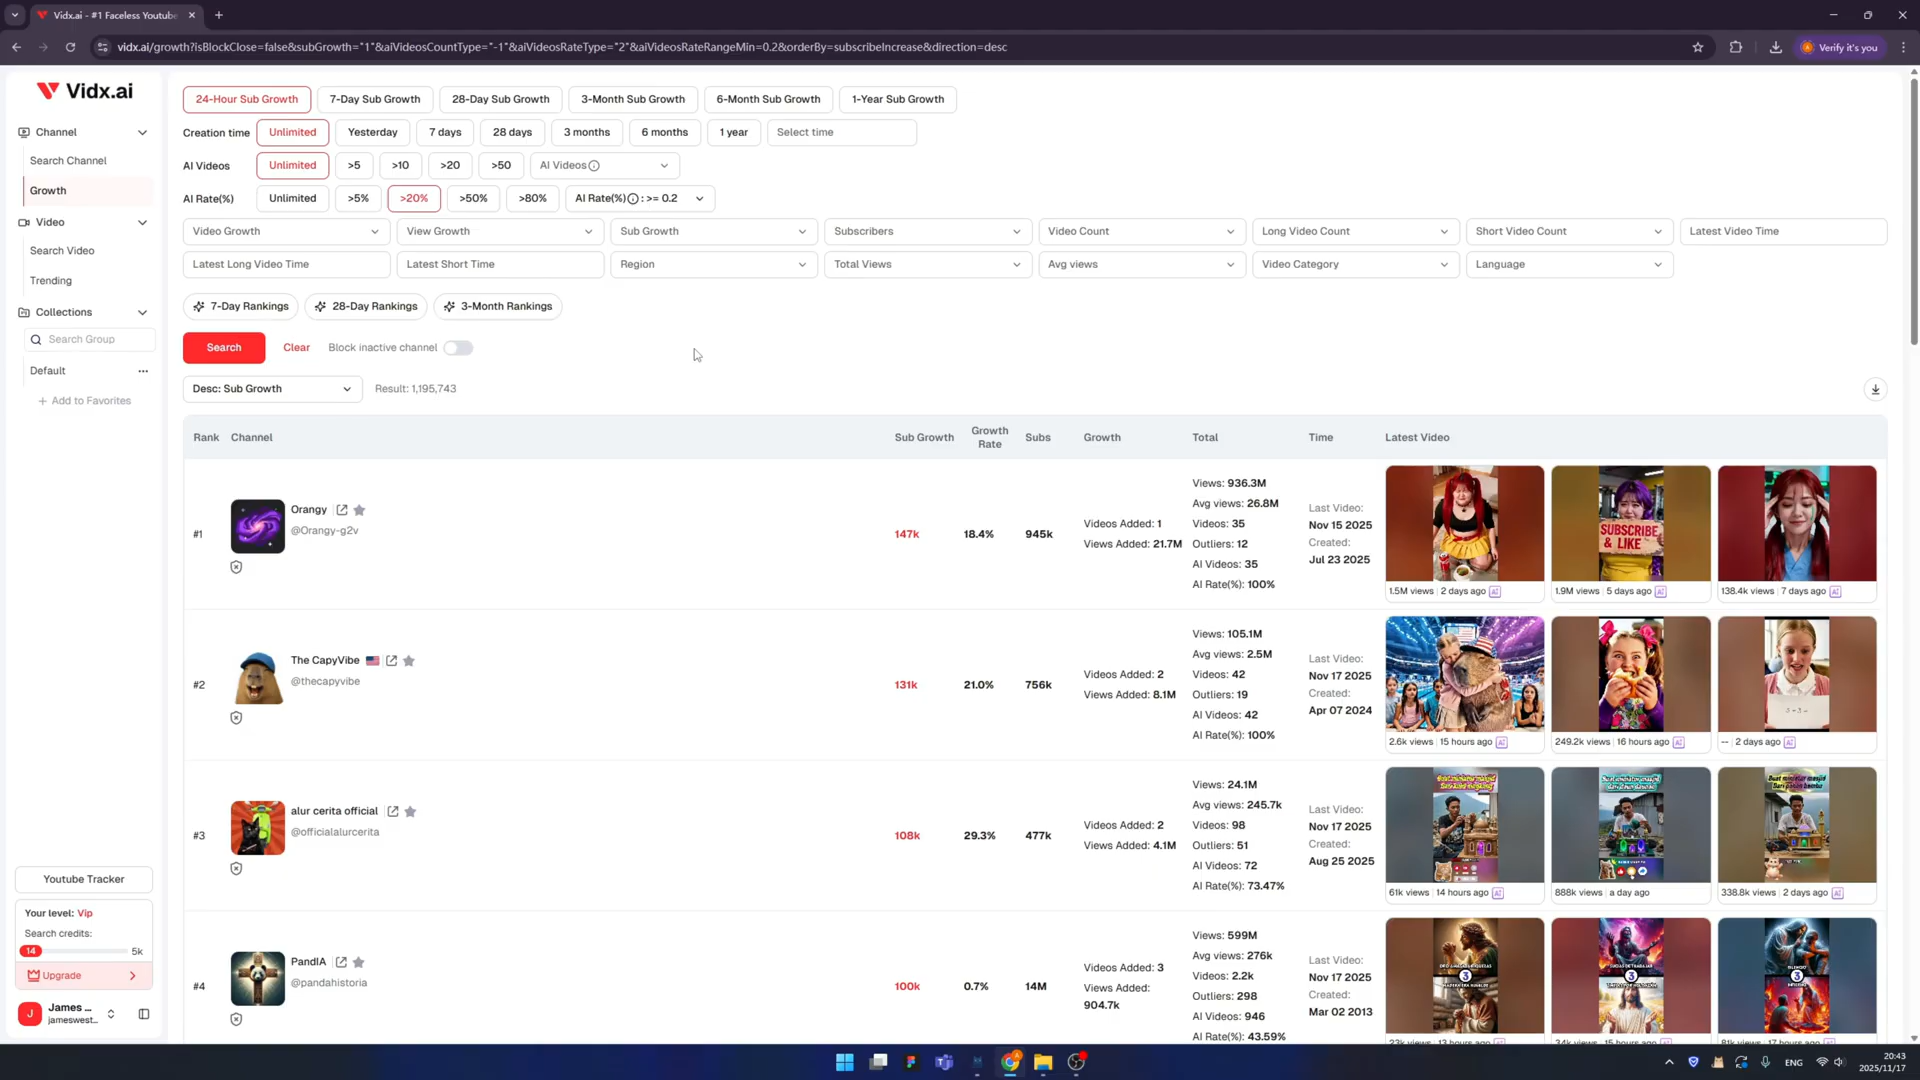 Vidx.ai - #1 Faceless Youtube
vidx.ai/growth?isBlockClose=false&subGrowth="1"&aiVideosCountType="-1"&aiVideosRateType="2"&aiVideosRateRangeMin=0.2&orderBy=subscribeIncrease&direction=desc
Verify it's you
Vidx.ai
Channel
Search Channel
Growth
Video
Search Video
Trending
Collections
Search Group
Default
+ Add to Favorites
Youtube Tracker
Your level: Vip
Search credits:
14 5k
Upgrade
J James ...
jameswest...
24-Hour Sub Growth 7-Day Sub Growth 28-Day Sub Growth 3-Month Sub Growth 6-Month Sub Growth 1-Year Sub Growth
Creation time Unlimited Yesterday 7 days 28 days 3 months 6 months 1 year Select time
AI Videos Unlimited >5 >10 >20 >50 AI Videos
AI Rate(%) Unlimited >5% >20% >50% >80% AI Rate(%) : >= 0.2
Video Growth View Growth Sub Growth Subscribers Video Count Long Video Count Short Video Count Latest Video Time
Latest Long Video Time Latest Short Time Region Total Views Avg views Video Category Language
7-Day Rankings 28-Day Rankings 3-Month Rankings
Search Clear Block inactive channel
Desc: Sub Growth Result: 1,195,743
Rank Channel Sub Growth Growth Rate Subs Growth Total Time Latest Video
#1
Orangy
@Orangy-g2v
147k 18.4% 945k
Videos Added: 1
Views Added: 21.7M
Views: 936.3M
Avg views: 26.8M
Videos: 35
Outliers: 12
AI Videos: 35
AI Rate(%): 100%
Last Video:
Nov 15 2025
Created:
Jul 23 2025
SUBSCRIBE
& LIKE
1.5M views 2 days ago AI
1.9M views 5 days ago AI
138.4k views 7 days ago AI
#2
The CapyVibe
@thecapyvibe
131k 21.0% 756k
Videos Added: 2
Views Added: 8.1M
Views: 105.1M
Avg views: 2.5M
Videos: 42
Outliers: 19
AI Videos: 42
AI Rate(%): 100%
Last Video:
Nov 17 2025
Created:
Apr 07 2024
2.6k views 15 hours ago AI
249.2k views 16 hours ago AI
-- 2 days ago AI
#3
alur cerita official
@officialalurcerita
108k 29.3% 477k
Videos Added: 2
Views Added: 4.1M
Views: 24.1M
Avg views: 245.7k
Videos: 98
Outliers: 51
AI Videos: 72
AI Rate(%): 73.47%
Last Video:
Nov 17 2025
Created:
Aug 25 2025
61k views 14 hours ago AI
888k views a day ago
338.8k views 2 days ago AI
#4
PandIA
@pandahistoria
100k 0.7% 14M
Videos Added: 3
Views Added:
904.7k
Views: 599M
Avg views: 276k
Videos: 2.2k
Outliers: 298
AI Videos: 946
AI Rate(%): 43.59%
Last Video:
Nov 17 2025
Created:
Mar 02 2013
3
3
3
ENG
20:43
2025/11/17